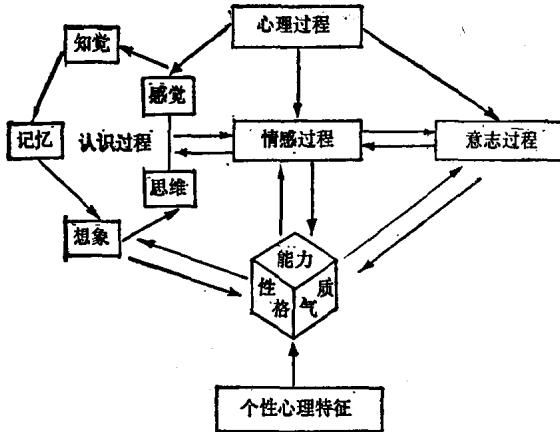 心理过程
知觉
感觉
记忆
认识过程
情感过程
意志过程
思维
想象
能力
性格
气质
个性心理特征